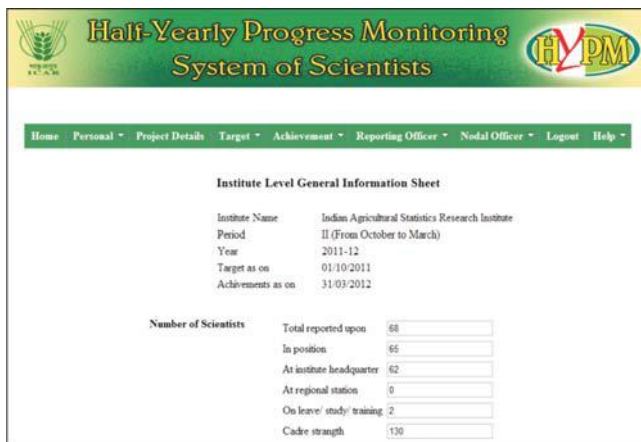 Half-Yearly Progress Monitoring
System of Scientists
ICAR
HYPM
Home Personal Project Details Target Achievement Reporting Officer Nodal Officer Logout Help
Institute Level General Information Sheet
Institute Name Indian Agricultural Statistics Research Institute
Period II (From October to March)
Year 2011-12
Target as on 01/10/2011
Achivements as on 31/03/2012
Number of Scientists Total reported upon 68
In position 65
At institute headquarter 62
At regional station 0
On leave/ study/ training 2
Cadre strangth 130